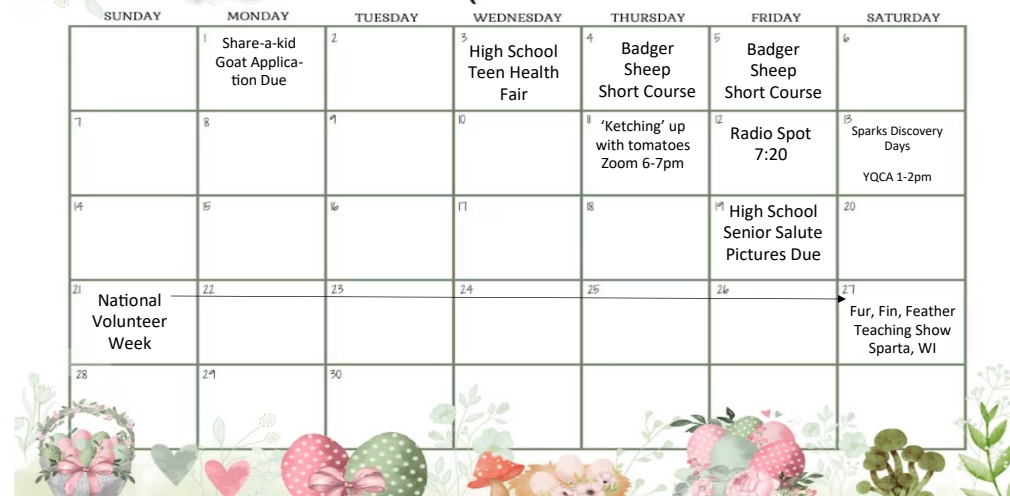 SUNDAY MONDAY TUESDAY WEDNESDAY THURSDAY FRIDAY SATURDAY
1
Share-a-kid
Goat Applica-
tion Due
2
3
High School
Teen Health
Fair
4
Badger
Sheep
Short Course
5
Badger
Sheep
Short Course
6
7
8
9
10
11
‘Ketching’ up
with tomatoes
Zoom 6-7pm
12
Radio Spot
7:20
13
Sparks Discovery
Days
YQCA 1-2pm
14
15
16
17
18
19
High School
Senior Salute
Pictures Due
20
21
National
Volunteer
Week
22
23
24
25
26
27
Fur, Fin, Feather
Teaching Show
Sparta, WI
28
29
30